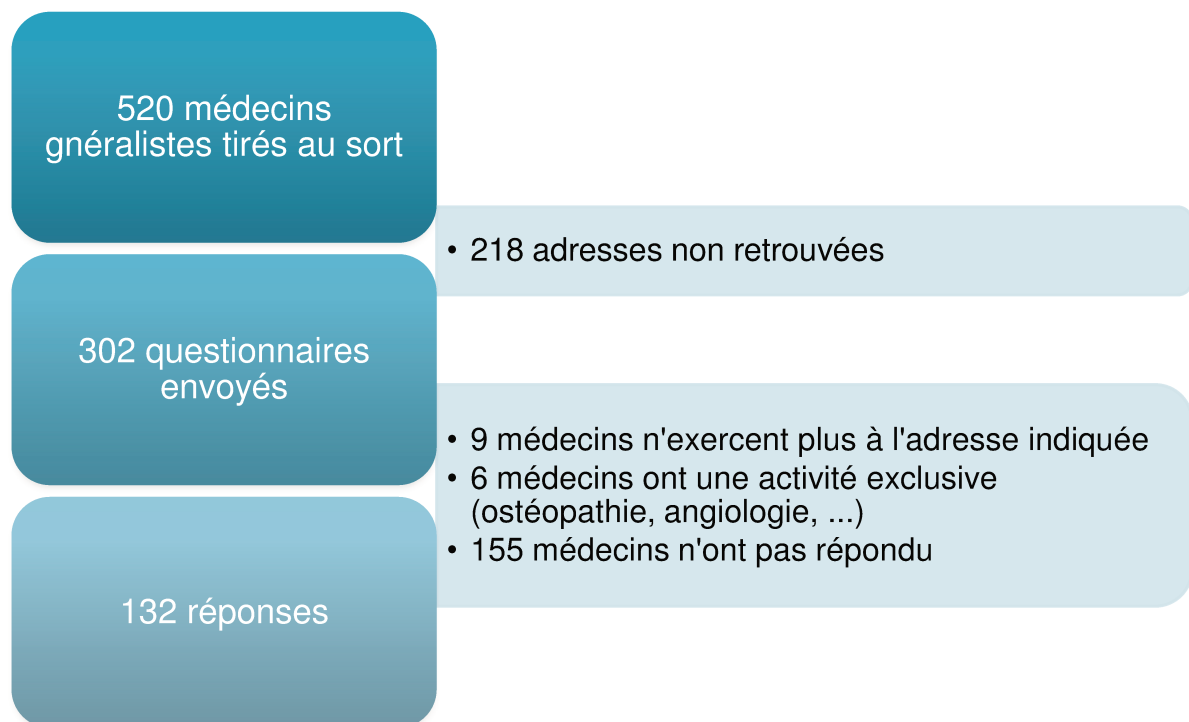 520 médecins
gnéralistes tirés au sort
• 218 adresses non retrouvées
302 questionnaires
envoyés
• 9 médecins n'exercent plus à l'adresse indiquée
• 6 médecins ont une activité exclusive
(ostéopathie, angiologie, ...)
• 155 médecins n'ont pas répondu
132 réponses